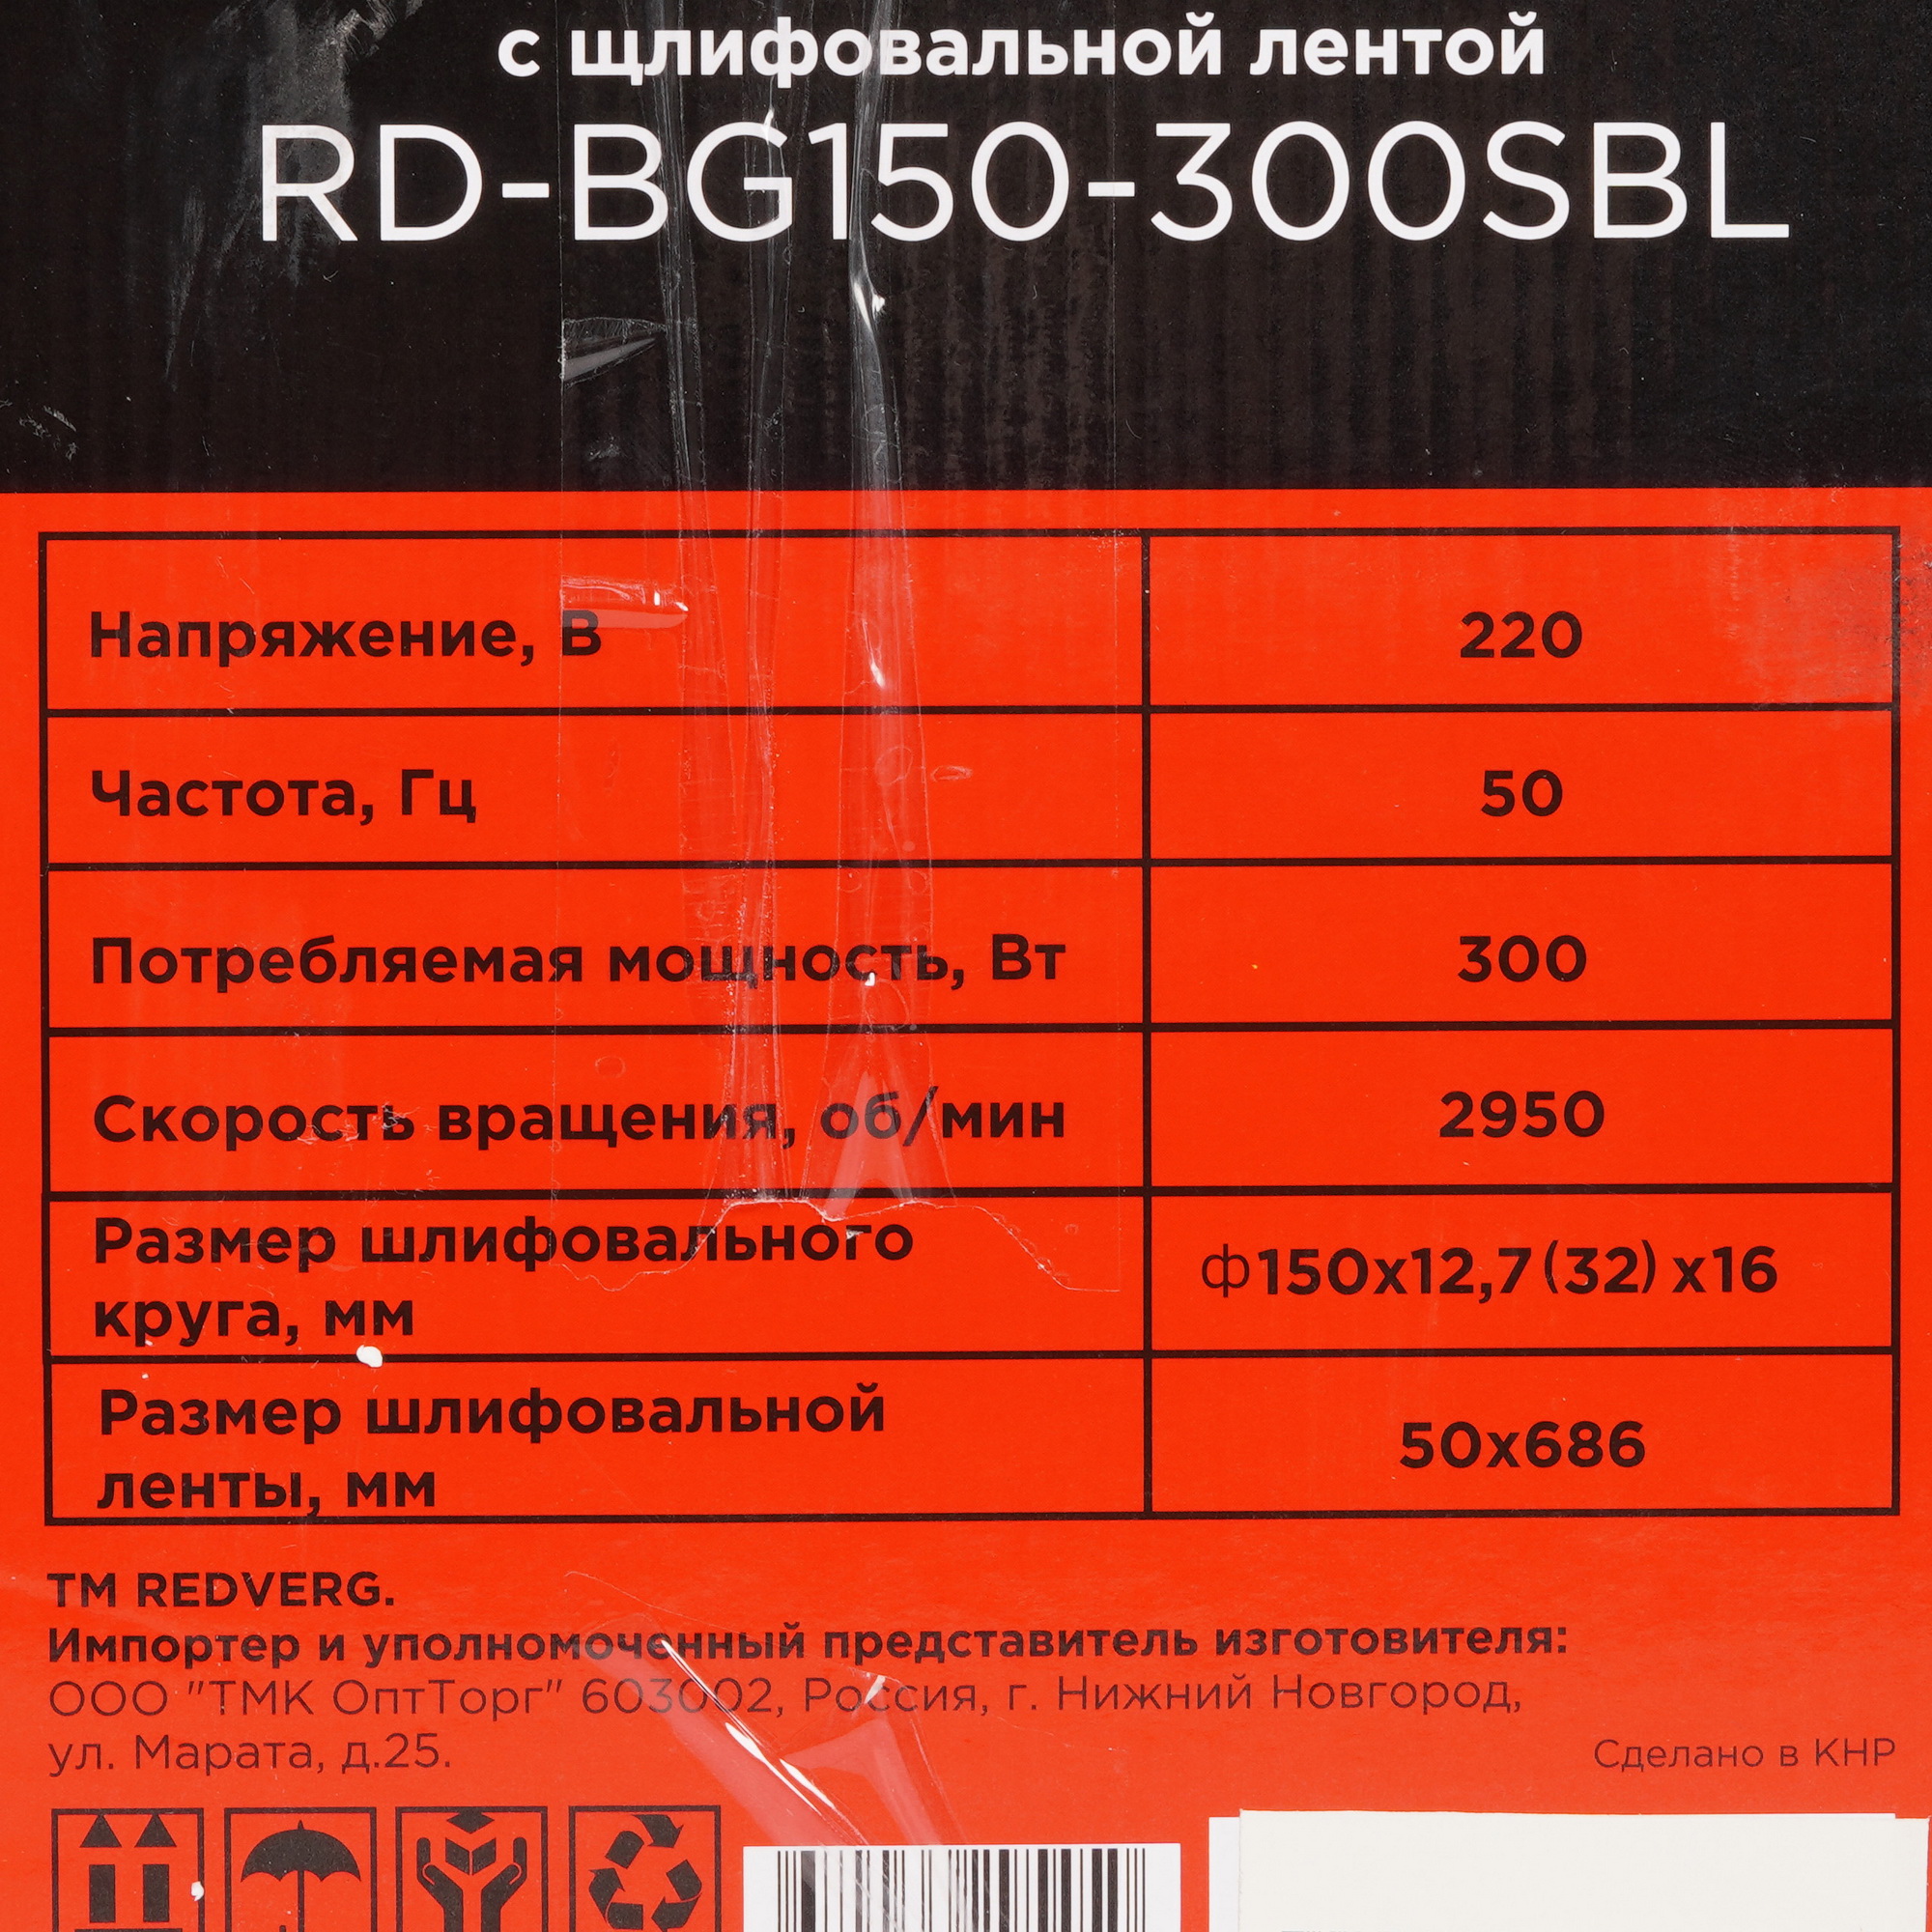 с щлифовальной лентой
RD-BG150-300SBL
Напряжение, В 220
Частота, Гц 50
Потребляемая мощность, Вт 300
Скорость вращения, об/мин 2950
Размер шлифовального
круга, мм ф150x12,7(32)x16
Размер шлифовальной
ленты, мм 50x686
ТМ REDVERG.
Импортер и уполномоченный представитель изготовителя:
ООО "ТМК ОптТорг" 603002, Россия, г. Нижний Новгород,
ул. Марата, д.25.
Сделано в КНР